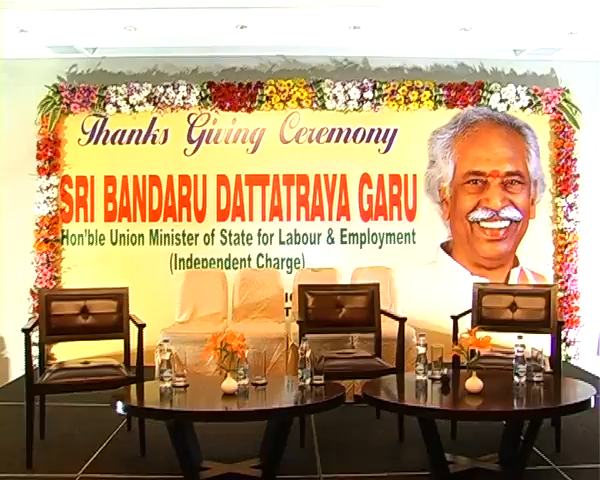 Thanks Giving Ceremony
SRI BANDARU DATTATRAYA GARU
Hon'ble Union Minister of State for Labour & Employment
(Independent Charge)